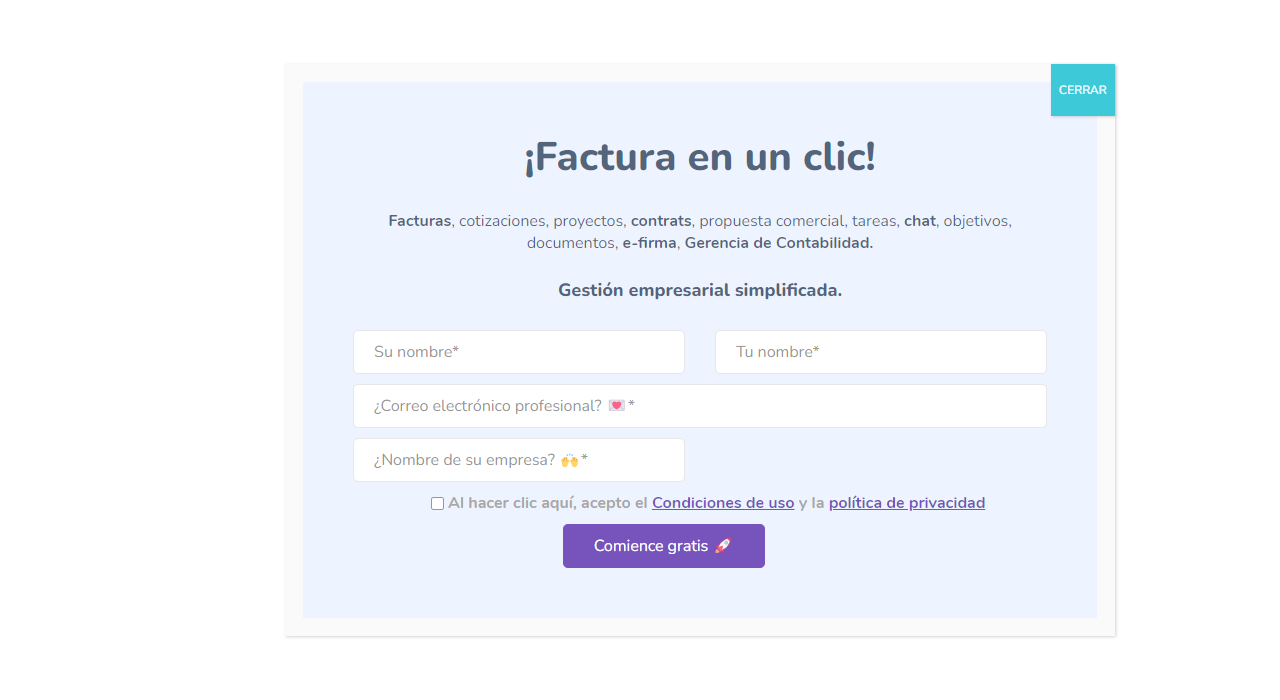 CERRAR
¡Factura en un clic!
Facturas, cotizaciones, proyectos, contrats, propuesta comercial, tareas, chat, objetivos,
documentos, e-firma, Gerencia de Contabilidad.
Gestión empresarial simplificada.
Su nombre*
Tu nombre*
¿Correo electrónico profesional? 💌*
¿Nombre de su empresa? 🙌*
Al hacer clic aquí, acepto el Condiciones de uso y la política de privacidad
Comience gratis 🚀